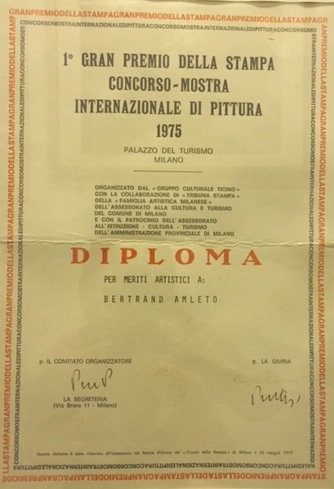 GRANPREMIODELLASTAMPAGRANPREMIODELLASTAMPAGRANPREMIODELLASTAMPA
CONCORSOMOSTRAINTERNAZIONALEDIPITTURACONCORSOMOST
1° GRAN PREMIO DELLA STAMPA
CONCORSO-MOSTRA
INTERNAZIONALE DI PITTURA
1975
PALAZZO DEL TURISMO
MILANO
ORGANIZZATO DAL «GRUPPO CULTURALE TICINO»
CON LA COLLABORAZIONE DI «TRIBUNA STAMPA»
DELLA «FAMIGLIA ARTISTICA MILANESE»
DELL'ASSESSORATO ALLA CULTURA E TURISMO
DEL COMUNE DI MILANO
E CON IL PATROCINIO DELL'ASSESSORATO
ALL'ISTRUZIONE - CULTURA - TURISMO
DELL'AMMINISTRAZIONE PROVINCIALE DI MILANO
DIPLOMA
PER MERITI ARTISTICI A:
BERTRAND AMLETO
p. IL COMITATO ORGANIZZATORE
p. LA GIURIA
LA SEGRETERIA
(Via Brera 11 - Milano)